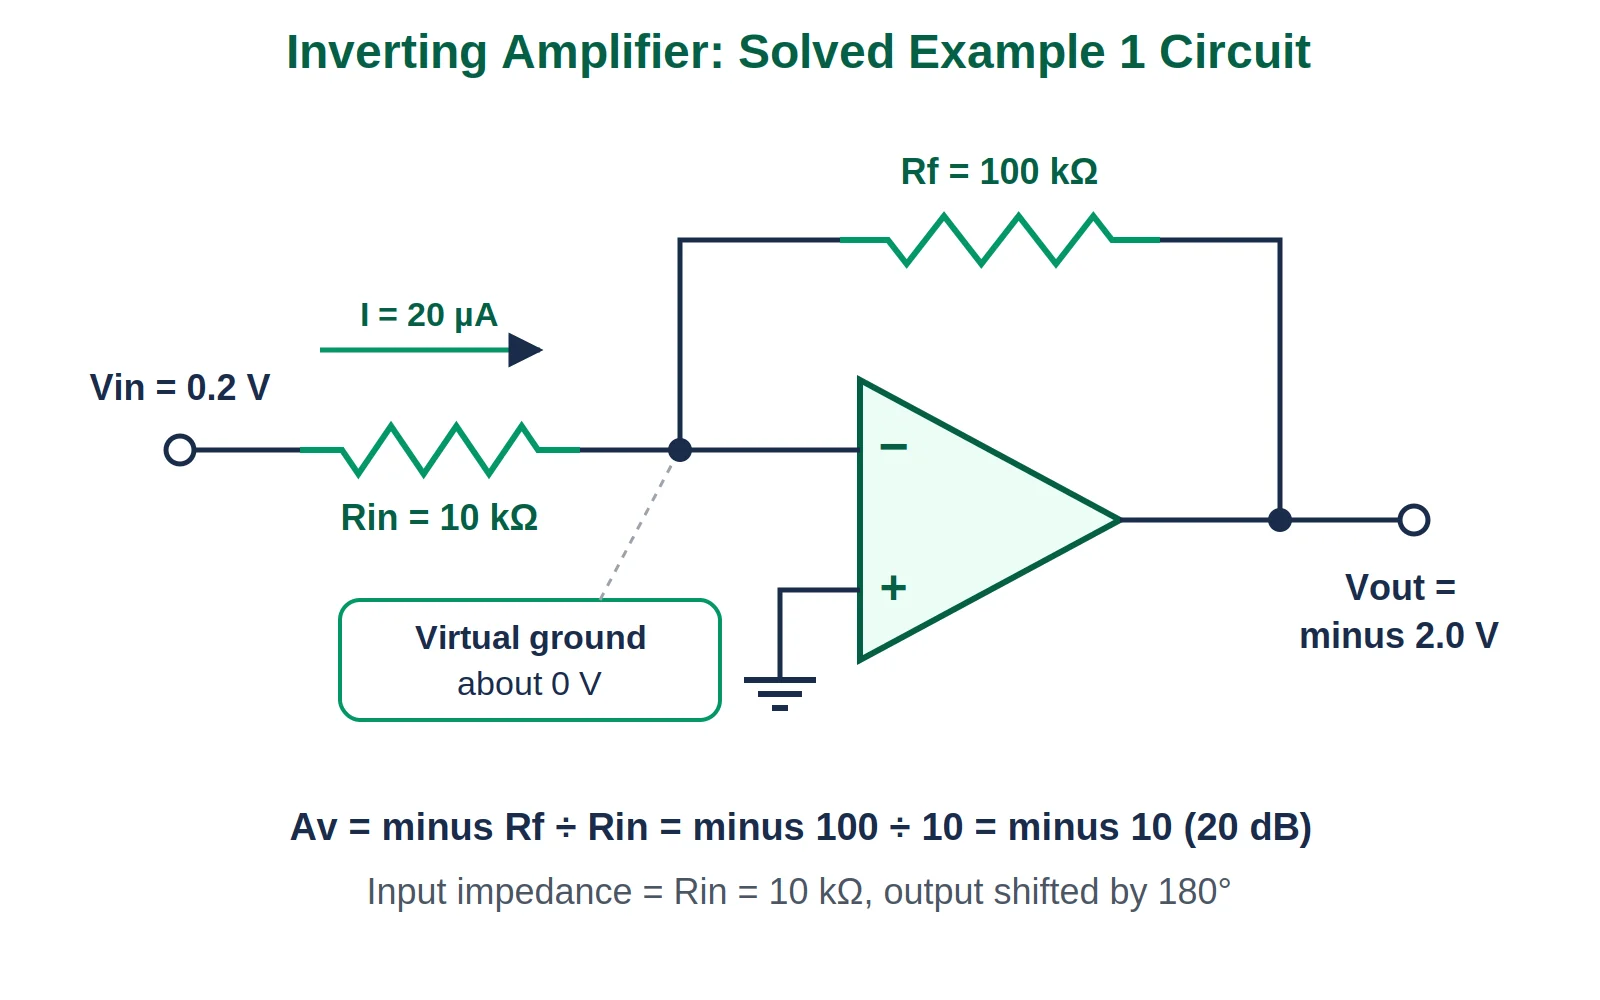 Inverting Amplifier: Solved Example 1 Circuit
Rf = 100 kΩ
I = 20 µA
Vin = 0.2 V
−
Rin = 10 kΩ
+
Vout =
minus 2.0 V
Virtual ground
about 0 V
Av = minus Rf ÷ Rin = minus 100 ÷ 10 = minus 10 (20 dB)
Input impedance = Rin = 10 kΩ, output shifted by 180°